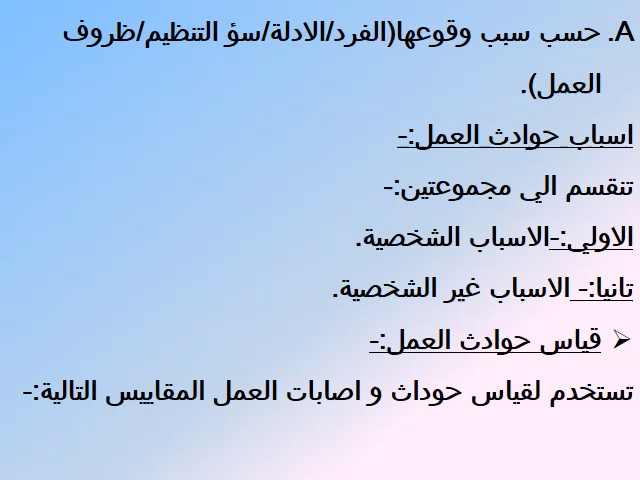 A. حسب سبب وقوعها(الفرد/الادلة/سؤ التنظيم/ظروف
العمل).
اسباب حوادث العمل:-
تنقسم الي مجموعتين:-
الاولي:-الاسباب الشخصية.
تانيا:- الاسباب غير الشخصية.
➢ قياس حوادث العمل:-
تستخدم لقياس حوداث و اصابات العمل المقاييس التالية:-